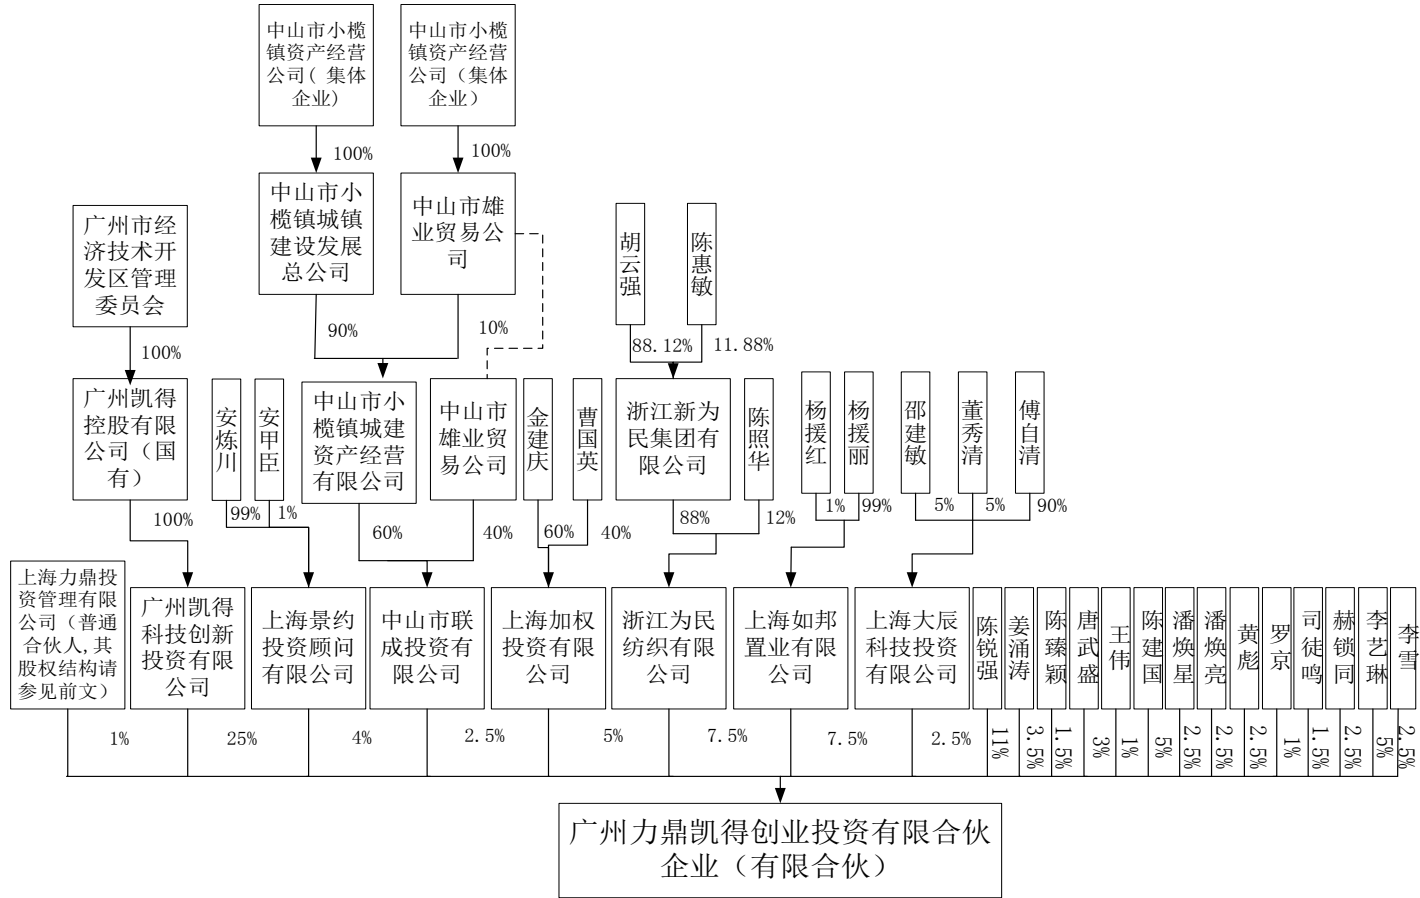 中山市小榄
镇资产经营
公司( 集体
企业)
中山市小榄
镇资产经营
公司（集体
企业）
100%
100%
中山市小
榄镇城镇
建设发展
总公司
中山市雄
业贸易公
司
广州市经
济技术开
发区管理
委员会
胡云强
陈惠敏
90%
10%
88.12%
11.88%
100%
广州凯得
控股有限
公司（国
有）
安炼川
安甲臣
中山市小
榄镇城建
资产经营
有限公司
中山市
雄业贸
易公司
金建庆
曹国英
浙江新为
民集团有
限公司
陈照华
杨援红
杨援丽
邵建敏
董秀清
傅自清
100%
99%
1%
60%
40%
60%
40%
88%
12%
1%
99%
5%
5%
90%
上海力鼎投
资管理有限
公司（普通
合伙人,其
股权结构请
参见前文）
广州凯得
科技创新
投资有限
公司
上海景约
投资顾问
有限公司
中山市联
成投资有
限公司
上海加权
投资有限
公司
浙江为民
纺织有限
公司
上海如邦
置业有限
公司
上海大辰
科技投资
有限公司
陈锐强
姜涌涛
陈臻颖
唐武盛
王伟
陈建国
潘焕星
潘焕亮
黄彪
罗京
司徒鸣
赫锁同
李艺琳
李雪
1%
25%
4%
2.5%
5%
7.5%
7.5%
2.5%
11%
3.5%
1.5%
3%
1%
5%
2.5%
2.5%
2.5%
1%
1.5%
2.5%
5%
2.5%
广州力鼎凯得创业投资有限合伙
企业（有限合伙）